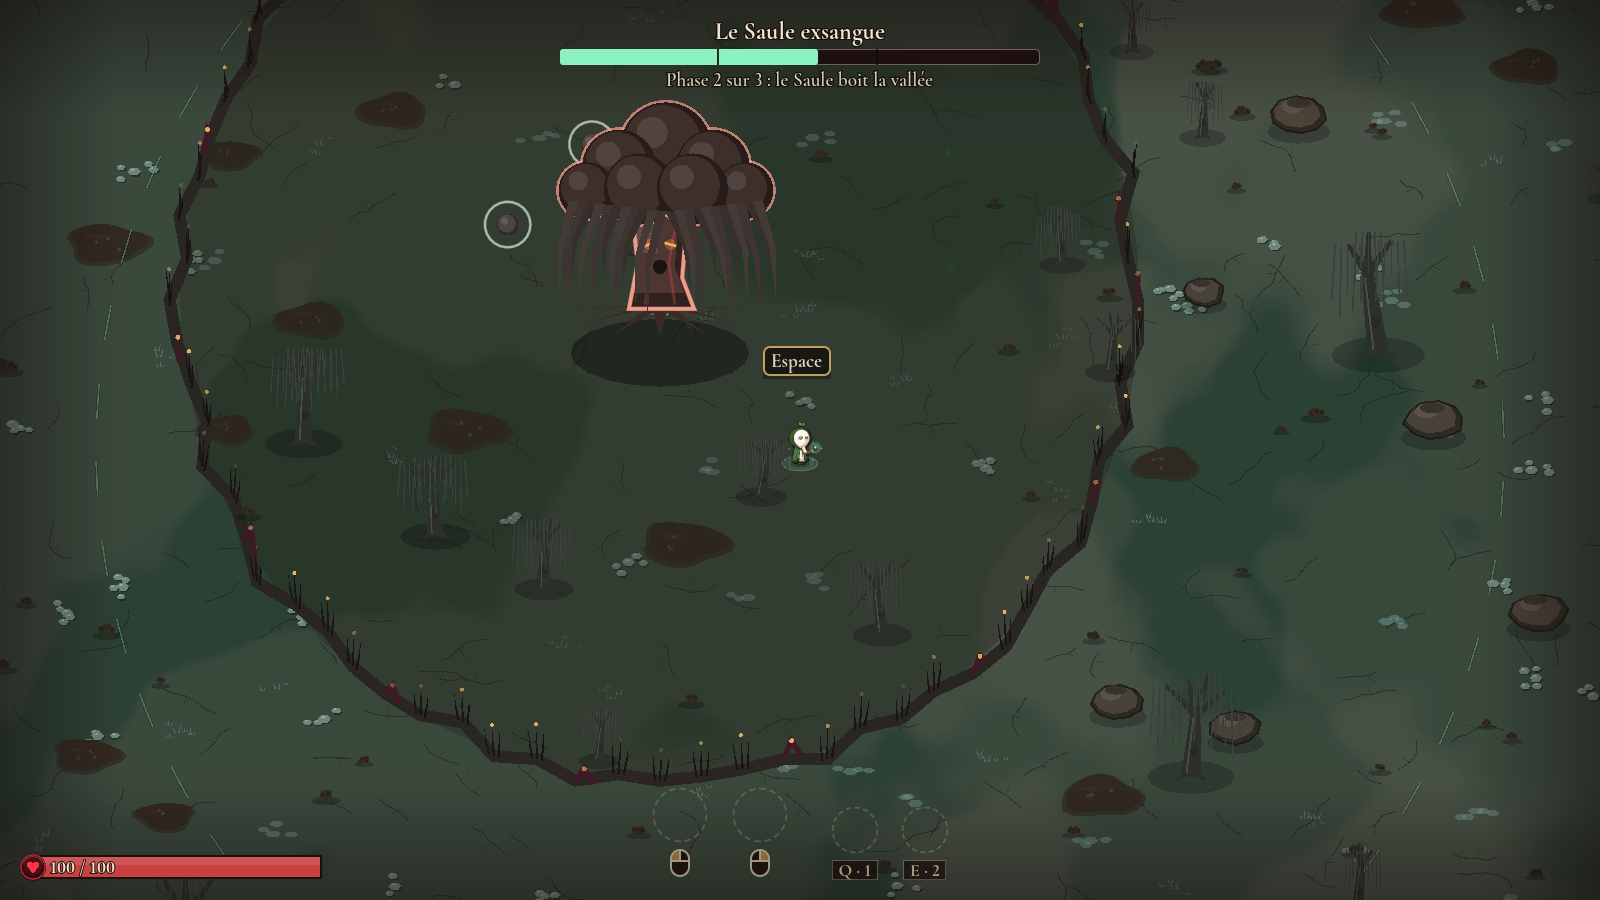 Le Saule exsangue
Phase 2 sur 3 : le Saule boit la vallée
Espace
100 / 100
Q · 1
E · 2